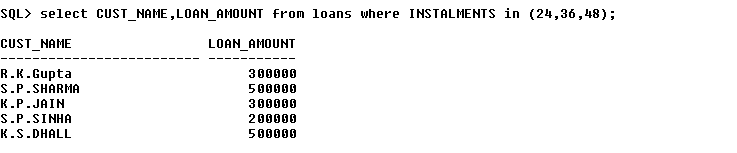 SQL> select CUST_NAME,LOAN_AMOUNT from loans where INSTALMENTS in (24,36,48);
CUST_NAME LOAN_AMOUNT
------------------------- -----------
R.K.Gupta 300000
S.P.SHARMA 500000
K.P.JAIN 300000
S.P.SINHA 200000
K.S.DHALL 500000